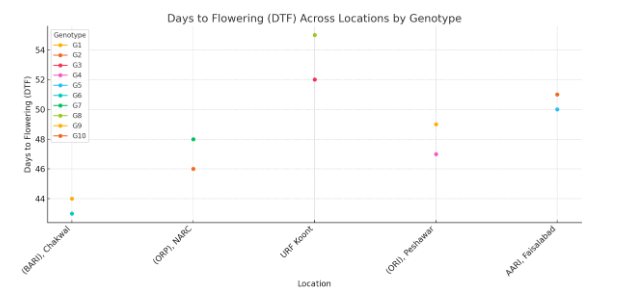 Days to Flowering (DTF) Across Locations by Genotype
Genotype
G1
G2
G3
G4
G5
G6
G7
G8
G9
G10
Days to Flowering (DTF)
54
52
50
48
46
44
(BARI), Chakwal
(ORP), NARC
URF Koont
(ORI), Peshawar
AARI, Faisalabad
Location